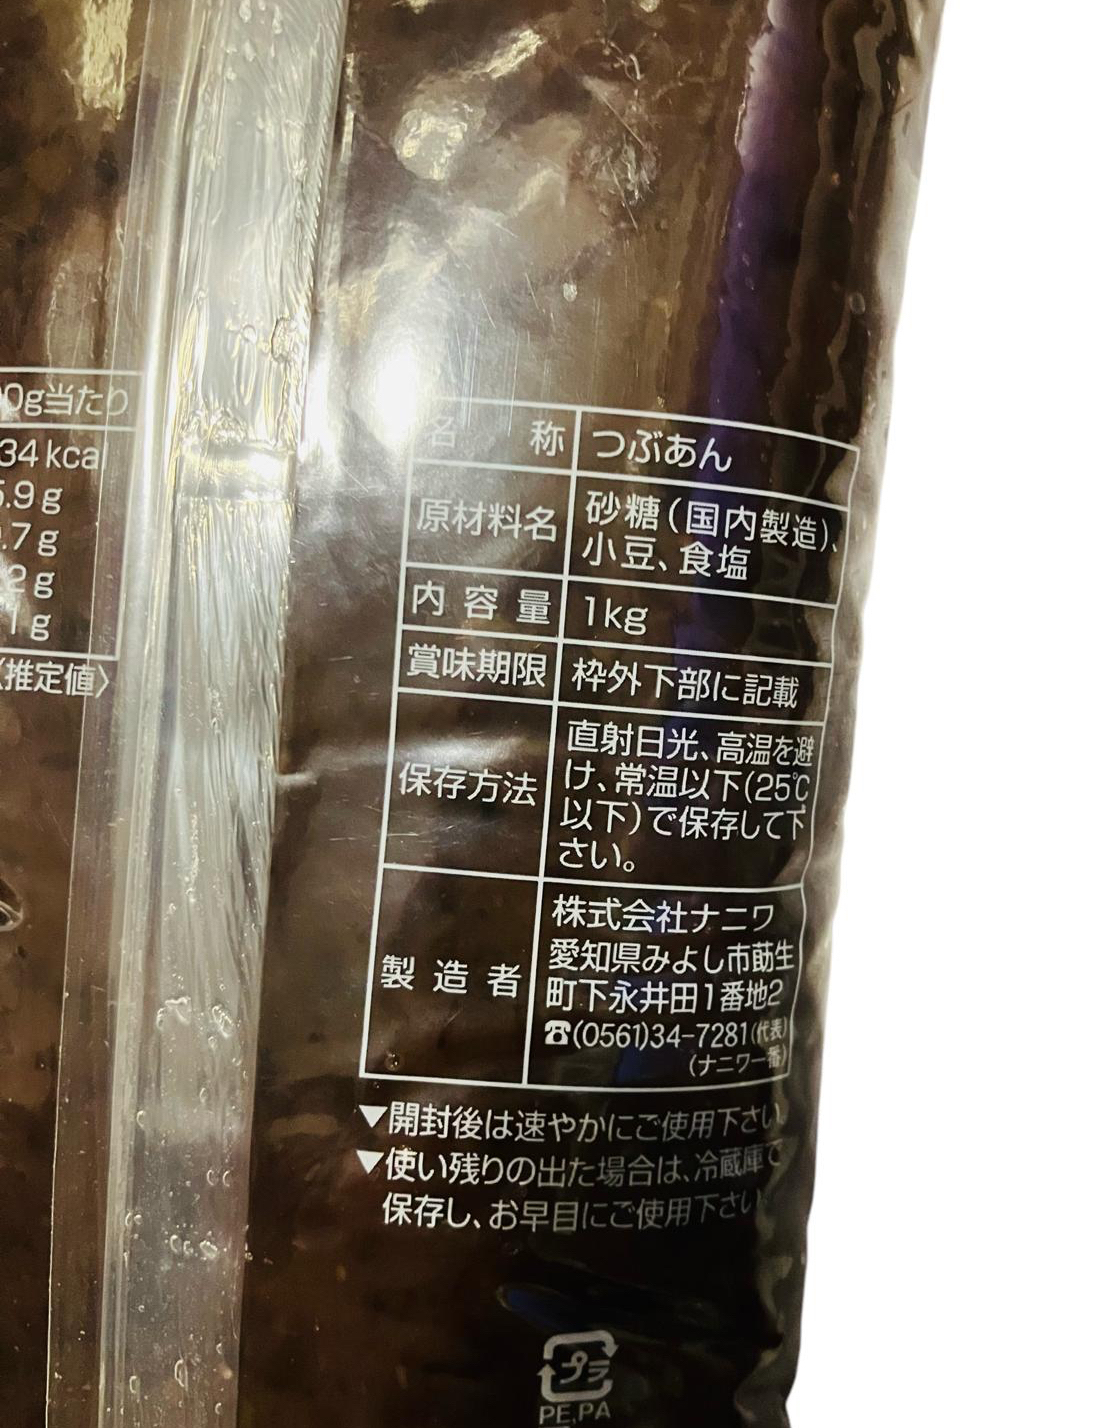 0g当たり
34kcal
.9g
.7g
2g
1g
〈推定値〉
名 称 つぶあん
原材料名 砂糖(国内製造)、
小豆、食塩
内容量 1kg
賞味期限 枠外下部に記載
保存方法 直射日光、高温を避
け、常温以下(25℃
以下)で保存して下
さい。
製造者 株式会社ナニワ
愛知県みよし市莇生
町下永井田1番地2
☎(0561)34-7281(代表)
(ナニワ一番)
▼開封後は速やかにご使用下さい
▼使い残りの出た場合は、冷蔵庫で
保存し、お早目にご使用下さい
プラ
PE,PA